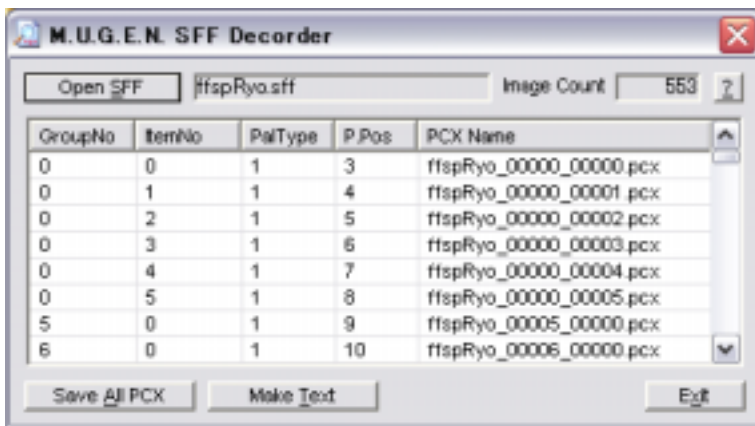 M.U.G.E.N. SFF Decorder
Open SFF ffspRyo.sff Image Count 553 ?
GroupNo ItemNo PalType P.Pos PCX Name
0 0 1 3 ffspRyo_00000_00000.pcx
0 1 1 4 ffspRyo_00000_00001.pcx
0 2 1 5 ffspRyo_00000_00002.pcx
0 3 1 6 ffspRyo_00000_00003.pcx
0 4 1 7 ffspRyo_00000_00004.pcx
0 5 1 8 ffspRyo_00000_00005.pcx
5 0 1 9 ffspRyo_00005_00000.pcx
6 0 1 10 ffspRyo_00006_00000.pcx
Save All PCX Make Text Exit